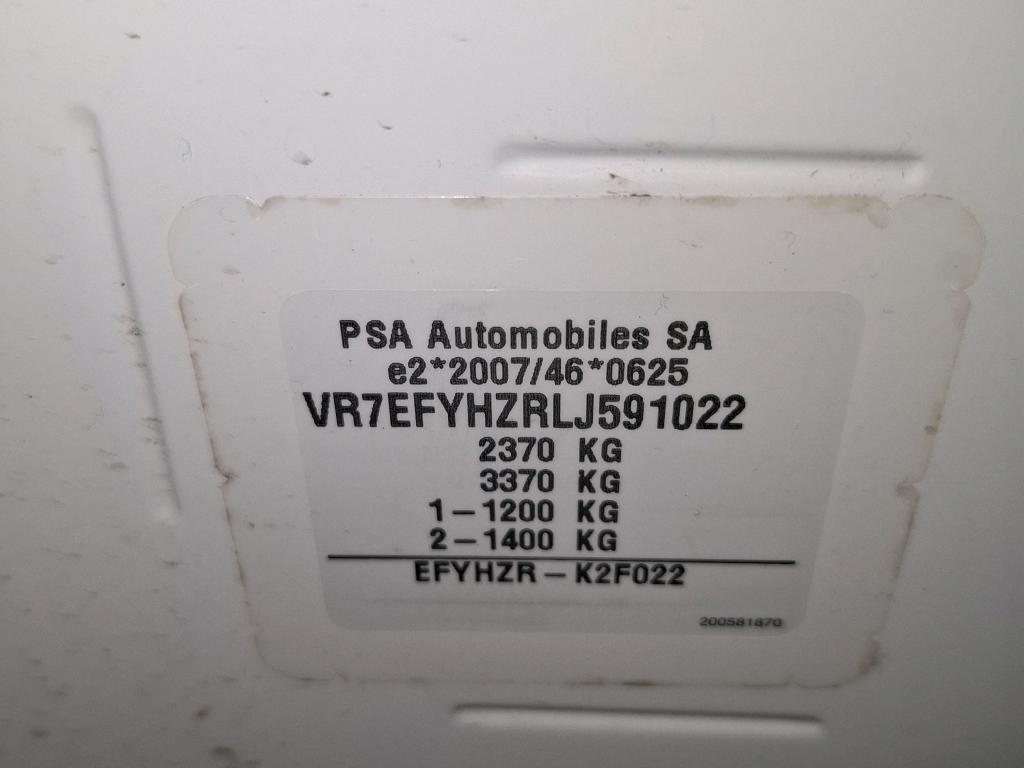 PSA Automobiles SA
e2*2007/46*0625
VR7EFYHZRLJ591022
2370 KG
3370 KG
1-1200 KG
2-1400 KG
EFYHZR-K2F022
200581870